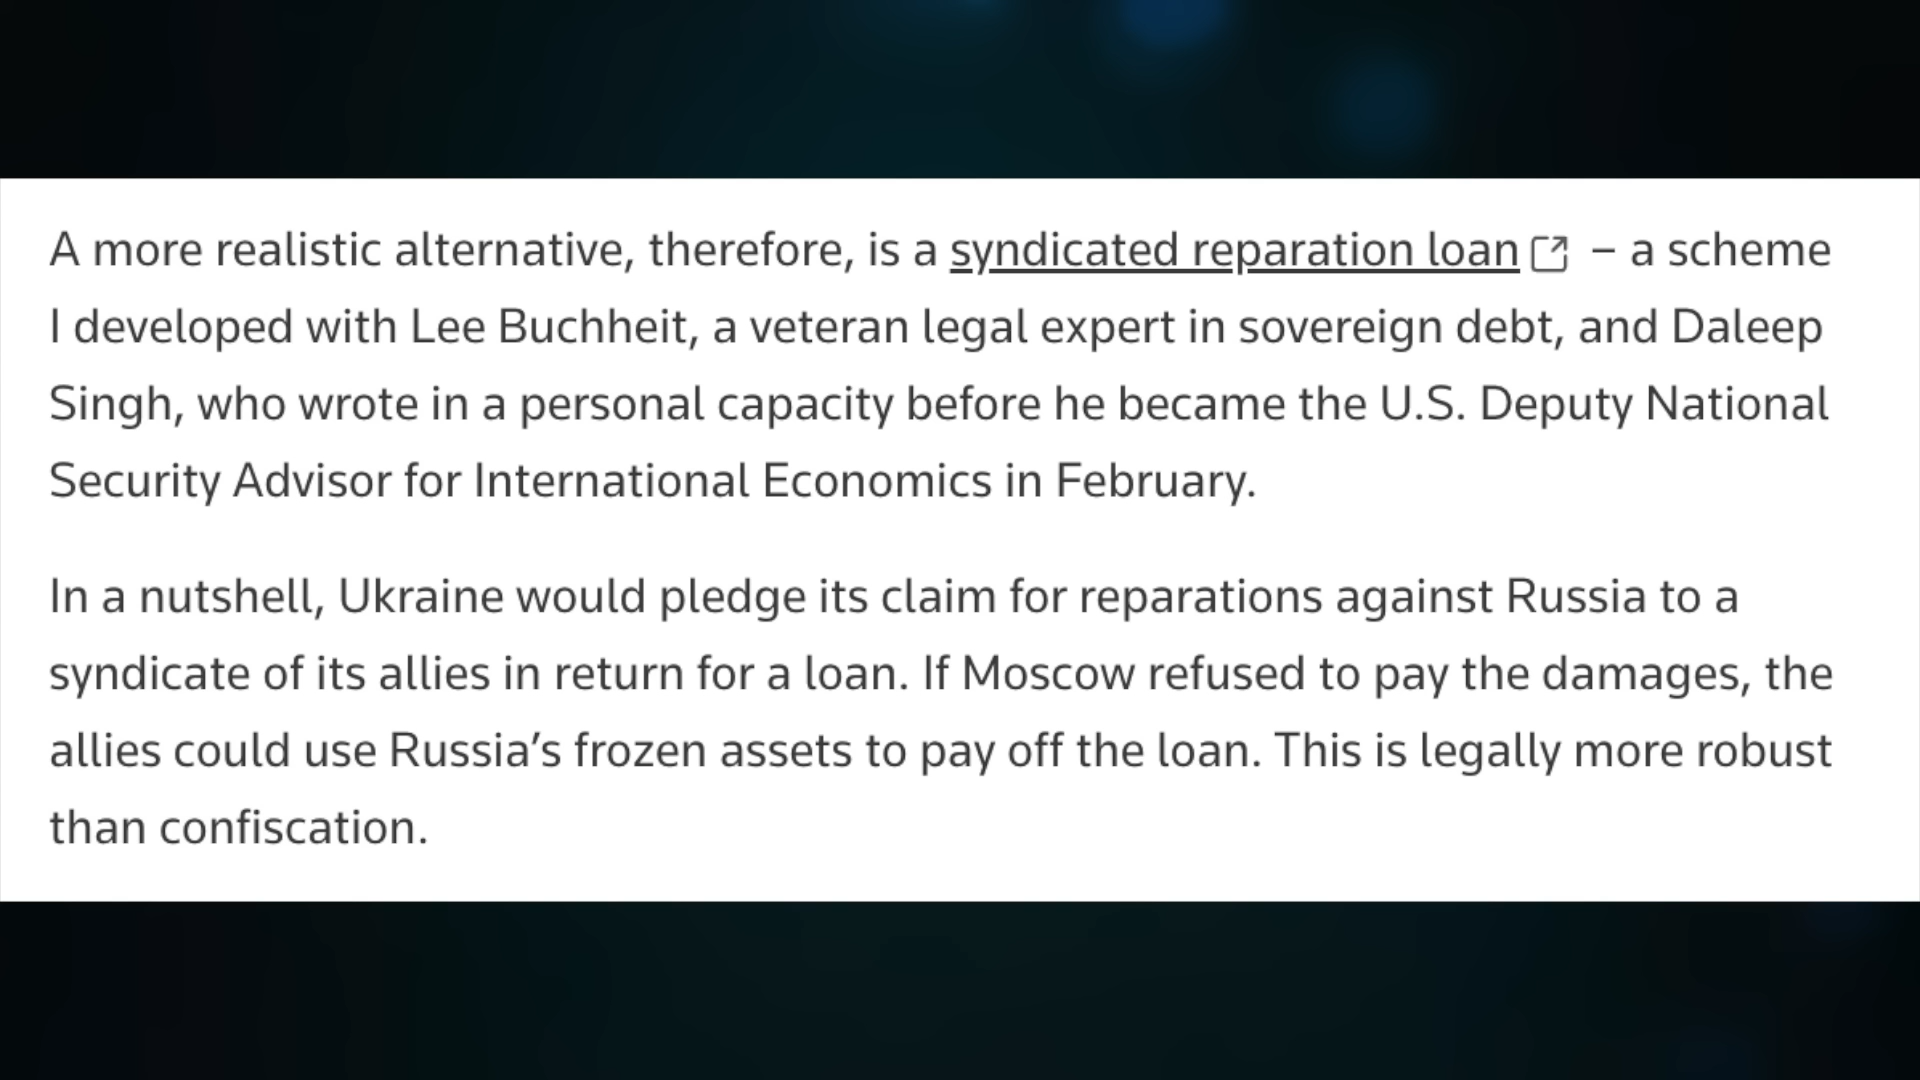 A more realistic alternative, therefore, is a syndicated reparation loan – a scheme
I developed with Lee Buchheit, a veteran legal expert in sovereign debt, and Daleep
Singh, who wrote in a personal capacity before he became the U.S. Deputy National
Security Advisor for International Economics in February.
In a nutshell, Ukraine would pledge its claim for reparations against Russia to a
syndicate of its allies in return for a loan. If Moscow refused to pay the damages, the
allies could use Russia’s frozen assets to pay off the loan. This is legally more robust
than confiscation.